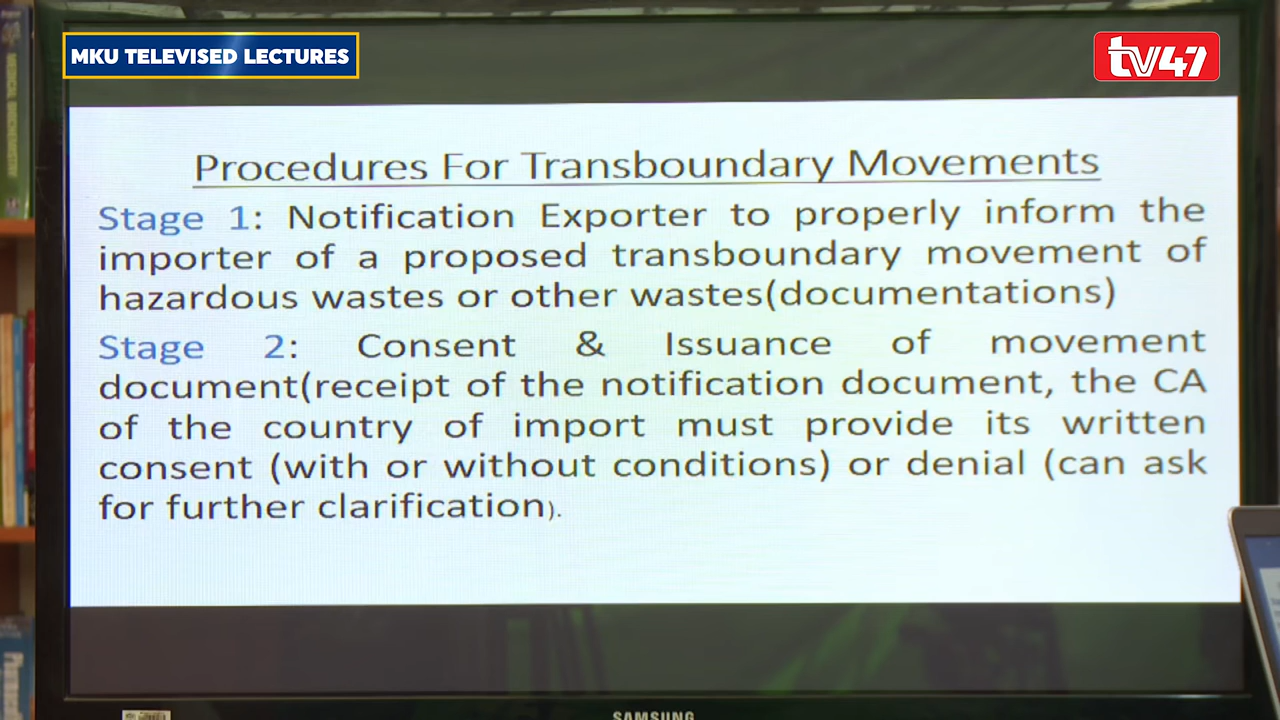 MKU TELEVISED LECTURES
tv47
Procedures For Transboundary Movements
Stage 1: Notification Exporter to properly inform the
importer of a proposed transboundary movement of
hazardous wastes or other wastes(documentations)
Stage 2: Consent & Issuance of movement
document(receipt of the notification document, the CA
of the country of import must provide its written
consent (with or without conditions) or denial (can ask
for further clarification).
SAMSUNG